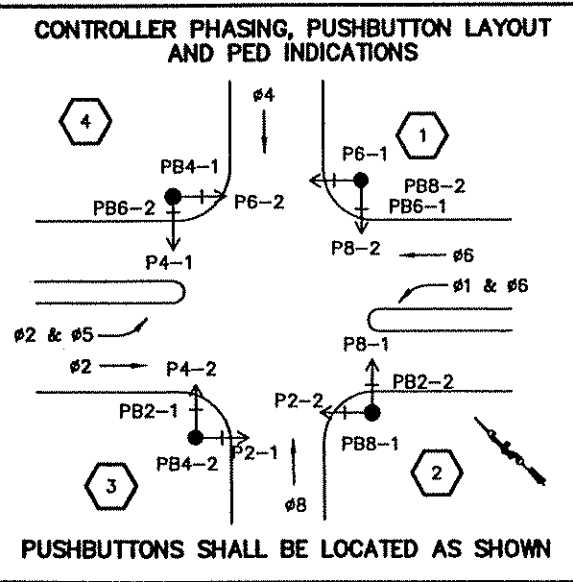 CONTROLLER PHASING, PUSHBUTTON LAYOUT
AND PED INDICATIONS
ø4
4
1
PB4-1
P6-1
PB8-2
PB6-2
P6-2
PB6-1
P4-1
P8-2
ø6
ø1 & ø6
ø2 & ø5
ø2
P4-2
P8-1
PB2-1
P2-2
PB2-2
PB4-2
P2-1
PB8-1
3
2
ø8
PUSHBUTTONS SHALL BE LOCATED AS SHOWN